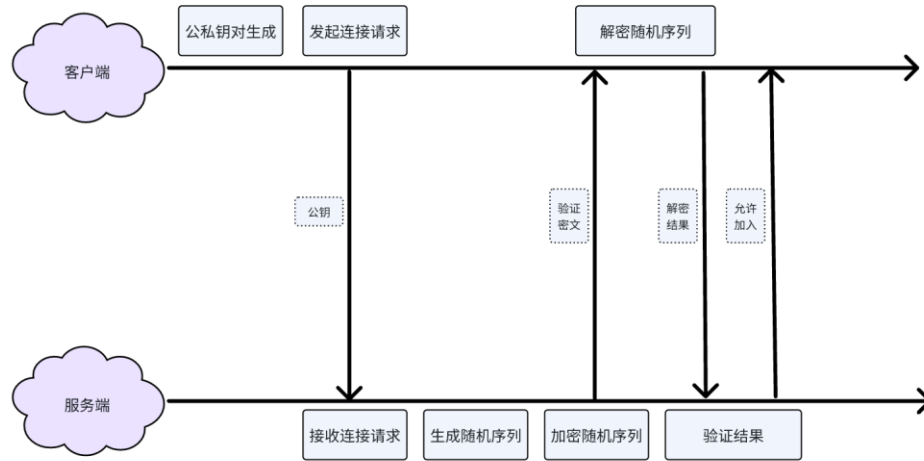 公私钥对生成
发起连接请求
解密随机序列
客户端
公钥
验证
密文
解密
结果
允许
加入
服务端
接收连接请求
生成随机序列
加密随机序列
验证结果